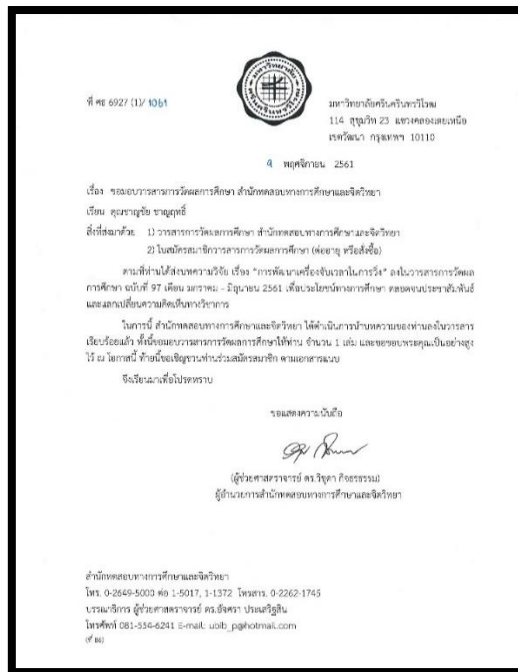 มหาวิทยาลัย
ศรีนครินทรวิโรฒ
ที่ ศธ 6927 (1)/ 1061
มหาวิทยาลัยศรีนครินทรวิโรฒ
114 สุขุมวิท 23 แขวงคลองเตยเหนือ
เขตวัฒนา กรุงเทพฯ 10110
9 พฤศจิกายน 2561
เรื่อง ขอมอบวารสารการวัดผลการศึกษา สำนักทดสอบทางการศึกษาและจิตวิทยา
เรียน คุณชาญชัย ชาญฤทธิ์
สิ่งที่ส่งมาด้วย 1) วารสารการวัดผลการศึกษา สำนักทดสอบทางการศึกษาและจิตวิทยา
2) ใบสมัครสมาชิกวารสารการวัดผลการศึกษา (ต่ออายุ หรือสั่งซื้อ)
ตามที่ท่านได้ส่งบทความวิจัย เรื่อง "การพัฒนาเครื่องจับเวลาในการวิ่ง" ลงในวารสารการวัดผล
การศึกษา ฉบับที่ 97 เดือน มกราคม - มิถุนายน 2561 เพื่อประโยชน์ทางการศึกษา ตลอดจนประชาสัมพันธ์
และแลกเปลี่ยนความคิดเห็นทางวิชาการ
ในการนี้ สำนักทดสอบทางการศึกษาและจิตวิทยา ได้ดำเนินการนำบทความของท่านลงในวารสาร
เรียบร้อยแล้ว ทั้งนี้ขอมอบวารสารการวัดผลการศึกษาให้ท่าน จำนวน 1 เล่ม และขอขอบพระคุณเป็นอย่างสูง
ไว้ ณ โอกาสนี้ ท้ายนี้ขอเชิญชวนท่านร่วมสมัครสมาชิก ตามเอกสารแนบ
จึงเรียนมาเพื่อโปรดทราบ
ขอแสดงความนับถือ
(ผู้ช่วยศาสตราจารย์ ดร.วิชุดา กิจธรธรรม)
ผู้อำนวยการสำนักทดสอบทางการศึกษาและจิตวิทยา
สำนักทดสอบทางการศึกษาและจิตวิทยา
โทร. 0-2649-5000 ต่อ 1-5017, 1-1372 โทรสาร. 0-2262-1745
บรรณาธิการ ผู้ช่วยศาสตราจารย์ ดร.อัจศรา ประเสริฐสิน
โทรศัพท์ 081-554-6241 E-mail: ubib_p@hotmail.com